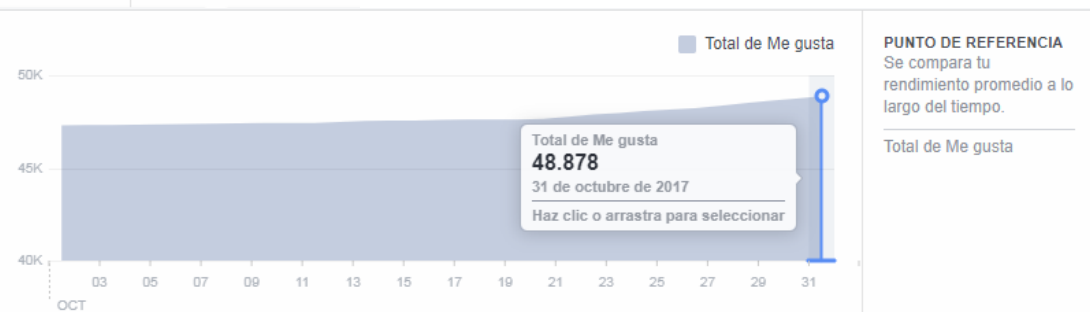 Total de Me gusta
50K
45K
40K
Total de Me gusta
48.878
31 de octubre de 2017
Haz clic o arrastra para seleccionar
03 05 07 09 11 13 15 17 19 21 23 25 27 29 31
OCT
PUNTO DE REFERENCIA
Se compara tu
rendimiento promedio a lo
largo del tiempo.
Total de Me gusta